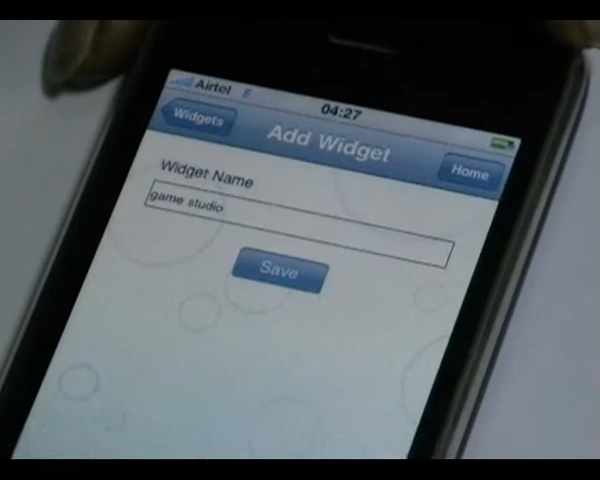 Airtel E 04:27
Widgets Add Widget Home
Widget Name
game studio
Save